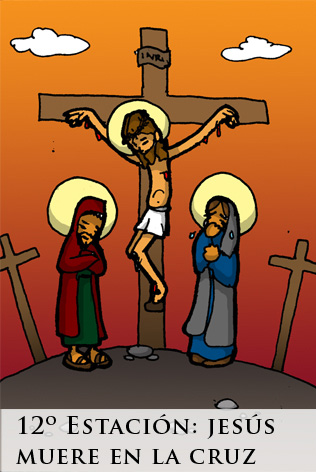 INRI
12º Estación: jesús
muere en la cruz